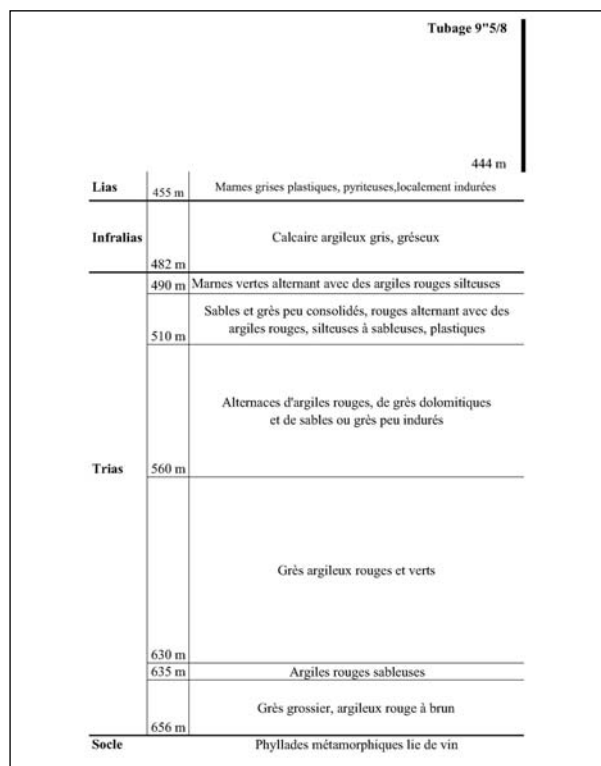 Tubage 9"5/8
444 m
Lias 455 m Marnes grises plastiques, pyriteuses,localement indurées
Infralias Calcaire argileux gris, gréseux
482 m
490 m Marnes vertes alternant avec des argiles rouges silteuses
Sables et grès peu consolidés, rouges alternant avec des
argiles rouges, silteuses à sableuses, plastiques
510 m
Alternaces d'argiles rouges, de grès dolomitiques
et de sables ou grès peu indurés
Trias 560 m
Grès argileux rouges et verts
630 m
635 m Argiles rouges sableuses
Grès grossier, argileux rouge à brun
656 m
Socle Phyllades métamorphiques lie de vin